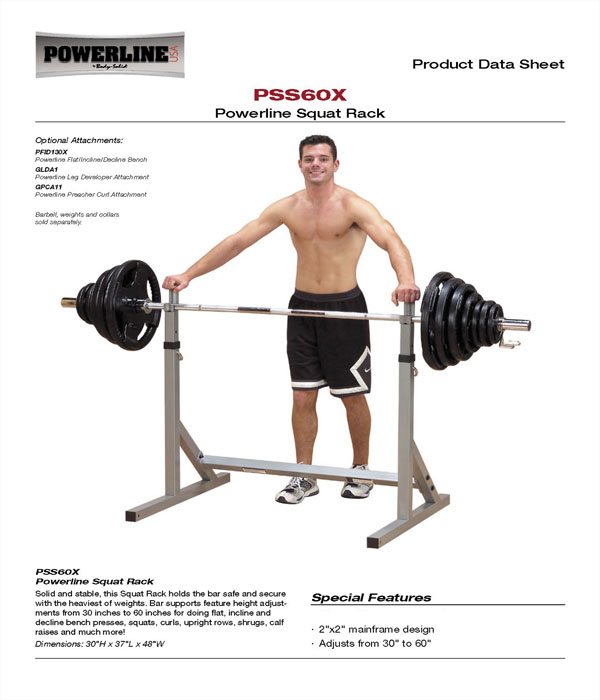 POWERLINE USA
by Body-Solid
Product Data Sheet
PSS60X
Powerline Squat Rack
Optional Attachments:
PFID130X
Powerline Flat/Incline/Decline Bench
GLDA1
Powerline Leg Developer Attachment
GPCA11
Powerline Preacher Curl Attachment
Barbell, weights and collars
sold separately.
PSS60X
Powerline Squat Rack
Solid and stable, this Squat Rack holds the bar safe and secure
with the heaviest of weights. Bar supports feature height adjust-
ments from 30 inches to 60 inches for doing flat, incline and
decline bench presses, squats, curls, upright rows, shrugs, calf
raises and much more!
Dimensions: 30"H x 37"L x 48"W
Special Features
· 2"x2" mainframe design
· Adjusts from 30" to 60"